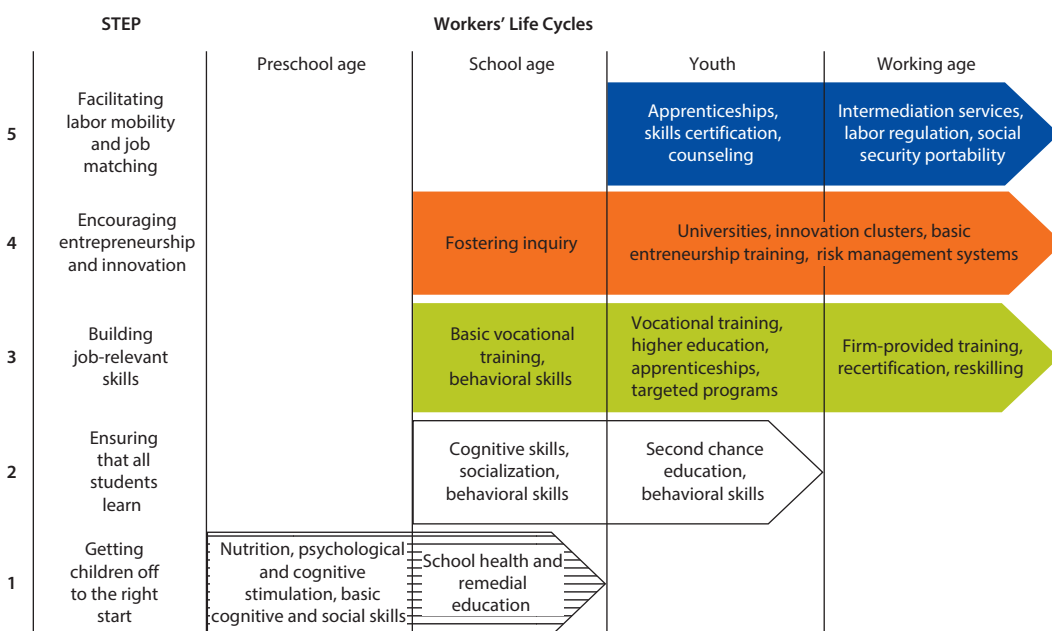 STEP
Workers’ Life Cycles
Preschool age
School age
Youth
Working age
5
Facilitating
labor mobility
and job
matching
Apprenticeships,
skills certification,
counseling
Intermediation services,
labor regulation, social
security portability
4
Encouraging
entrepreneurship
and innovation
Fostering inquiry
Universities, innovation clusters, basic
entreneurship training, risk management systems
3
Building
job-relevant
skills
Basic vocational
training,
behavioral skills
Vocational training,
higher education,
apprenticeships,
targeted programs
Firm-provided training,
recertification, reskilling
2
Ensuring
that all
students
learn
Cognitive skills,
socialization,
behavioral skills
Second chance
education,
behavioral skills
1
Getting
children off
to the right
start
Nutrition, psychological
and cognitive
stimulation, basic
cognitive and social skills
School health and
remedial
education